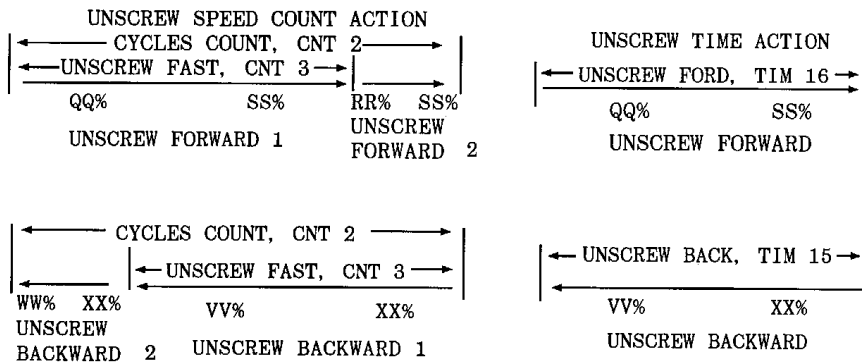 UNSCREW SPEED COUNT ACTION
CYCLES COUNT, CNT 2
UNSCREW FAST, CNT 3
QQ% SS% RR% SS%
UNSCREW FORWARD 1
UNSCREW
FORWARD 2
UNSCREW TIME ACTION
UNSCREW FORD, TIM 16
QQ% SS%
UNSCREW FORWARD
CYCLES COUNT, CNT 2
UNSCREW FAST, CNT 3
WW% XX% VV% XX%
UNSCREW
BACKWARD 2
UNSCREW BACKWARD 1
UNSCREW BACK, TIM 15
VV% XX%
UNSCREW BACKWARD